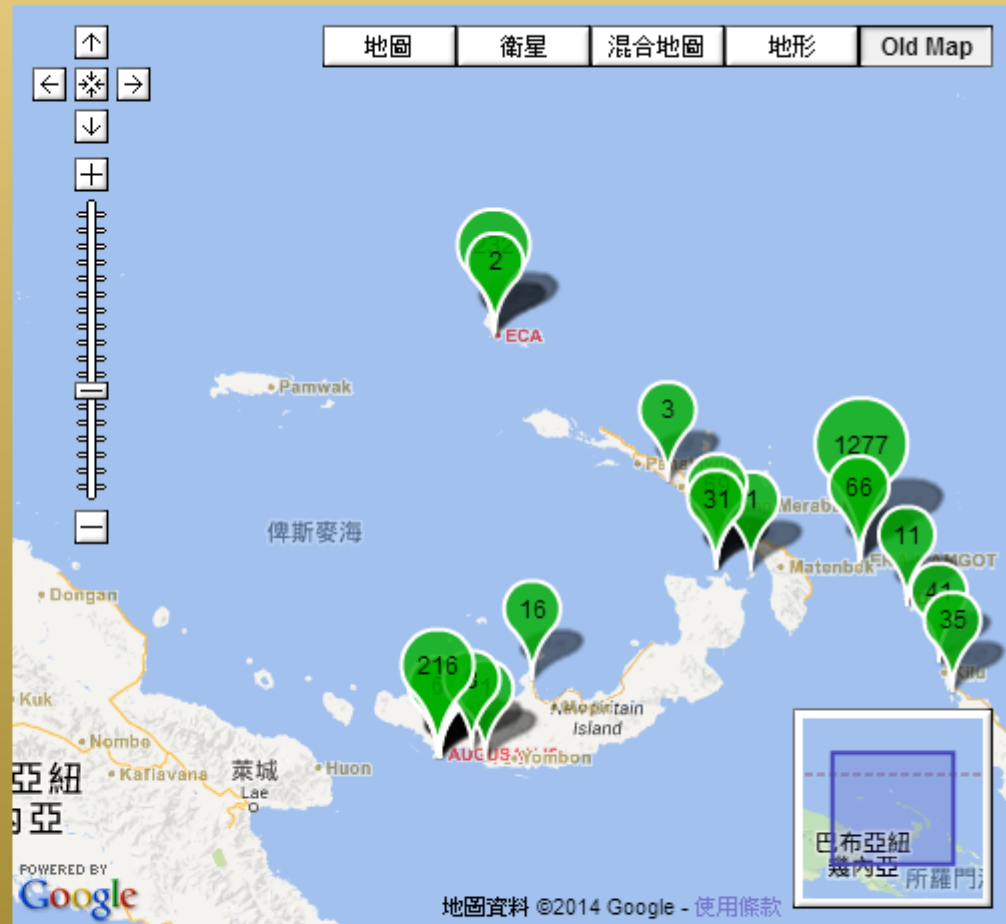 地圖
衛星
混合地圖
地形
Old Map
2
ECA
Pamwak
3
1277
31
1
66
俾斯麥海
11
Matenbek
Dongan
41
16
35
216
Kilu
Kuk
Island
Nombe
Yombon
亞紐
Kafiavana
萊城
Huon
Lae
內亞
巴布亞紐
幾內亞
所羅門
POWERED BY
Google
地圖資料 ©2014 Google - 使用條款